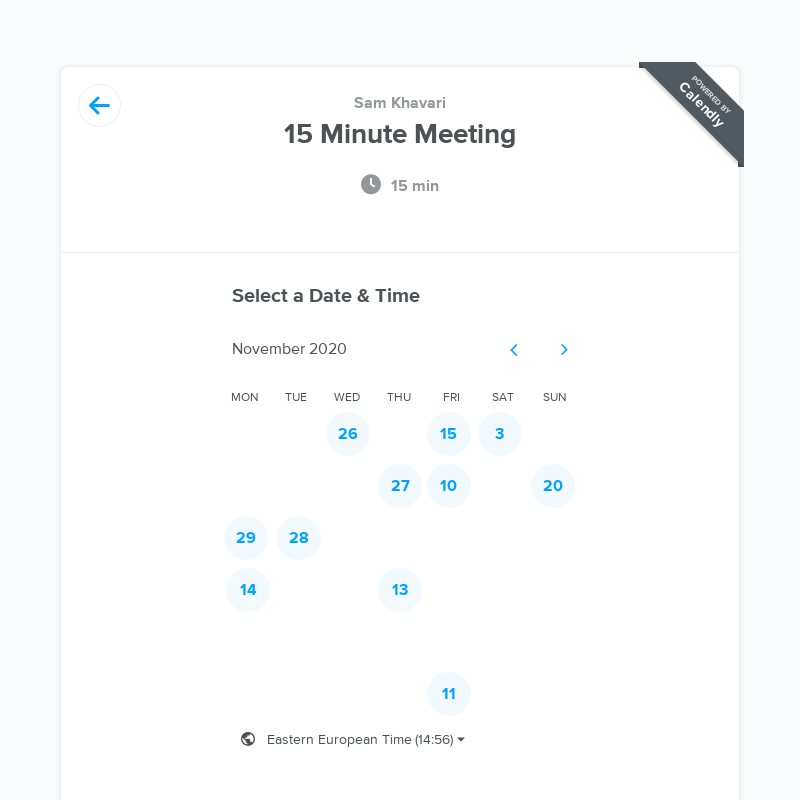 Sam Khavari
POWERED BY
Calendly
15 Minute Meeting
15 min
Select a Date & Time
November 2020
MON TUE WED THU FRI SAT SUN
26 15 3
27 10 20
29 28
14 13
11
Eastern European Time (14:56)